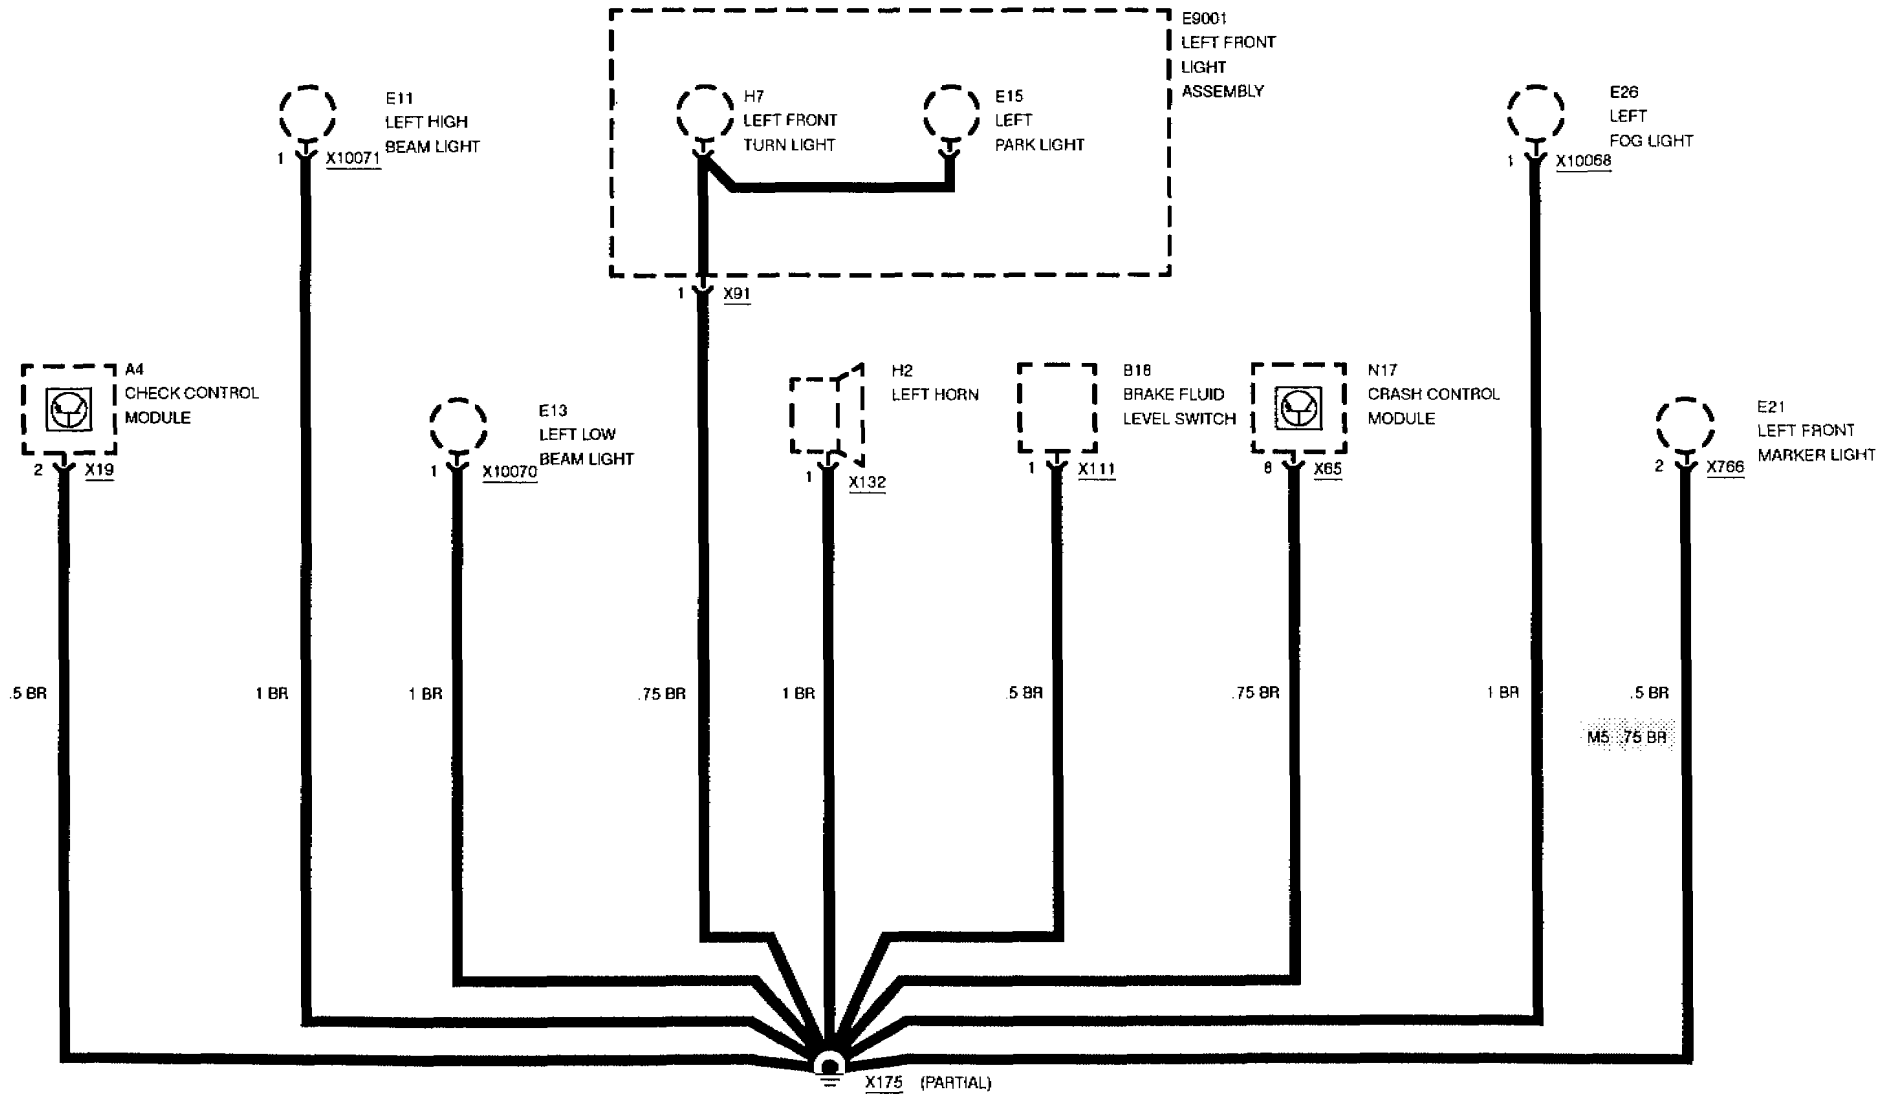 E9001
LEFT FRONT
LIGHT
ASSEMBLY
E11
LEFT HIGH
BEAM LIGHT
1 X10071
H7
LEFT FRONT
TURN LIGHT
E15
LEFT
PARK LIGHT
E26
LEFT
FOG LIGHT
1 X10068
1 X91
A4
CHECK CONTROL
MODULE
2 X19
E13
LEFT LOW
BEAM LIGHT
1 X10070
H2
LEFT HORN
1 X132
B18
BRAKE FLUID
LEVEL SWITCH
1 X111
N17
CRASH CONTROL
MODULE
8 X65
E21
LEFT FRONT
MARKER LIGHT
2 X766
.5 BR
1 BR
1 BR
.75 BR
1 BR
.5 BR
.75 BR
1 BR
.5 BR
M5 .75 BR
X175 (PARTIAL)